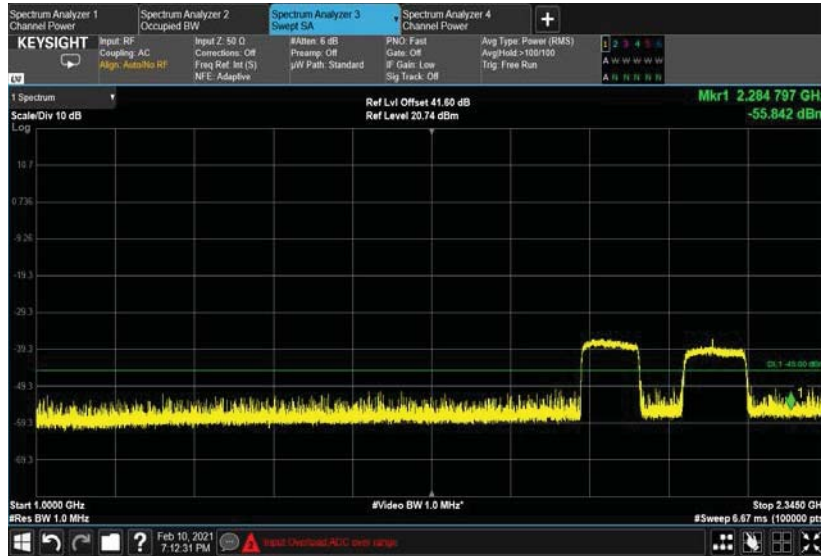 Spectrum Analyzer 1
Channel Power
Spectrum Analyzer 2
Occupied BW
Spectrum Analyzer 3
Swept SA
Spectrum Analyzer 4
Channel Power
KEYSIGHT
Input: RF
Coupling: AC
Align: Auto/No RF
Input Z: 50 Ω
Corrections: Off
Freq Ref: Int (S)
NFE: Adaptive
#Atten: 6 dB
Preamp: Off
µW Path: Standard
PNO: Fast
Gate: Off
IF Gain: Low
Sig Track: Off
Avg Type: Power (RMS)
Avg|Hold >100/100
Trig: Free Run
1 2 3 4 5 6
A W W W W W
A N N N N N
LXI
1 Spectrum
Scale/Div 10 dB
Log
Ref Lvl Offset 41.60 dB
Ref Level 20.74 dBm
Mkr1 2.284 797 GH
-55.842 dBm
10.7
0.736
-9.26
-19.3
-29.3
-39.3
DL1 -45.00 dB
-49.3
1
-59.3
-69.3
Start 1.0000 GHz
#Res BW 1.0 MHz
#Video BW 1.0 MHz*
Stop 2.3450 GH
#Sweep 6.67 ms (100000 pts
?
Feb 10, 2021
7:12:31 PM
Input Overload;ADC over range